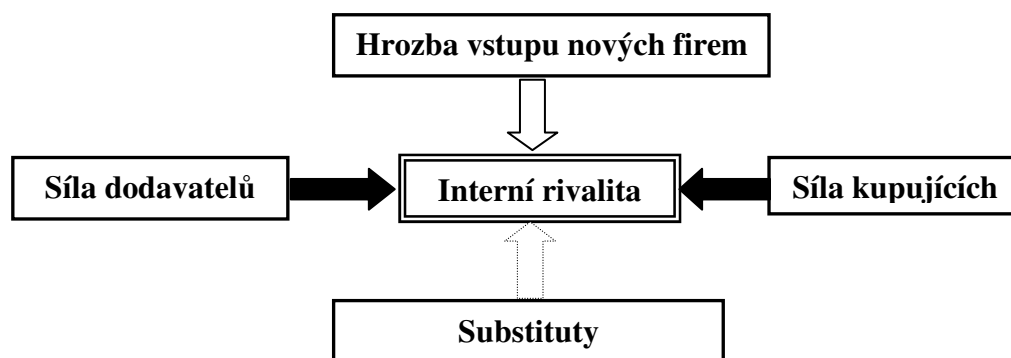 Hrozba vstupu nových firem
Síla dodavatelů
Interní rivalita
Síla kupujících
Substituty